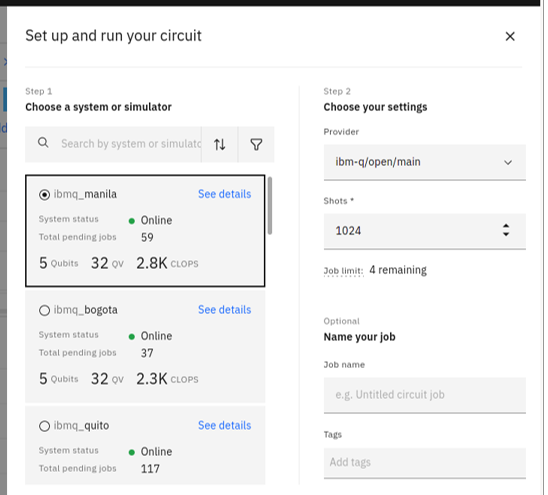 Set up and run your circuit
Step 1
Choose a system or simulator
Search by system or simulato
ibmq_manila See details
System status Online
Total pending jobs 59
5 Qubits 32 QV 2.8K CLOPS
ibmq_bogota See details
System status Online
Total pending jobs 37
5 Qubits 32 QV 2.3K CLOPS
ibmq_quito See details
System status Online
Total pending jobs 117
Step 2
Choose your settings
Provider
ibm-q/open/main
Shots *
1024
Job limit: 4 remaining
Optional
Name your job
Job name
e.g. Untitled circuit job
Tags
Add tags